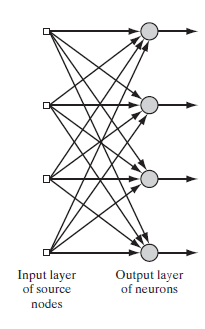 Input layer
of source
nodes
Output layer
of neurons